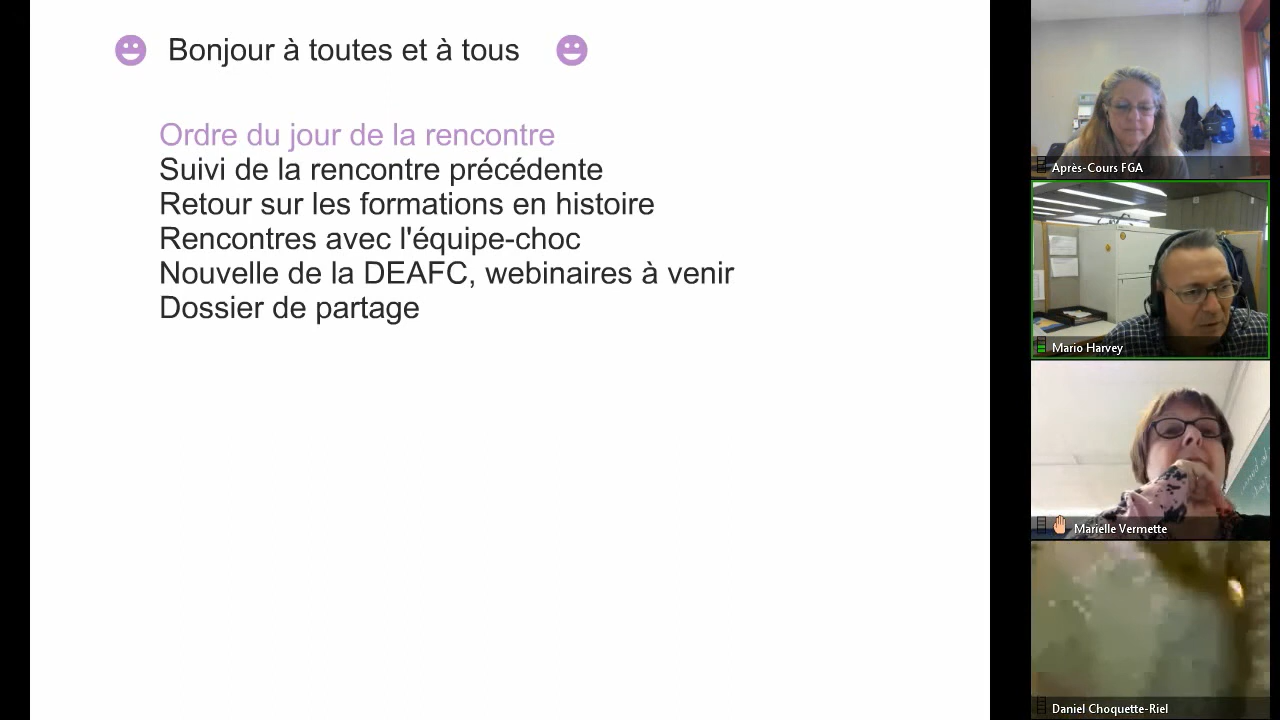 Bonjour à toutes et à tous
Ordre du jour de la rencontre
Suivi de la rencontre précédente
Retour sur les formations en histoire
Rencontres avec l'équipe-choc
Nouvelle de la DEAFC, webinaires à venir
Dossier de partage
Après-Cours FGA
Mario Harvey
Marielle Vermette
Daniel Choquette-Riel